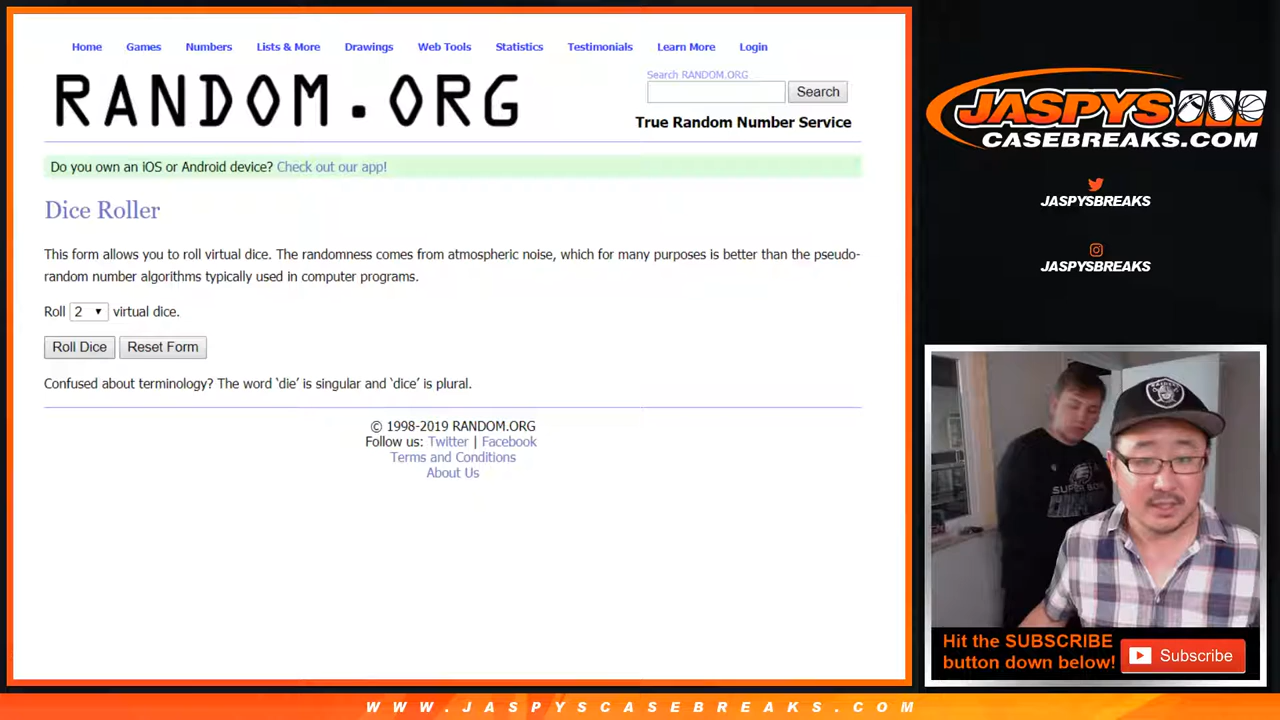 Home Games Numbers Lists & More Drawings Web Tools Statistics Testimonials Learn More Login
RANDOM.ORG
Search RANDOM.ORG
Search
True Random Number Service
Do you own an iOS or Android device? Check out our app!
Dice Roller
This form allows you to roll virtual dice. The randomness comes from atmospheric noise, which for many purposes is better than the pseudo-
random number algorithms typically used in computer programs.
Roll 2 virtual dice.
Roll Dice Reset Form
Confused about terminology? The word ‘die’ is singular and ‘dice’ is plural.
© 1998-2019 RANDOM.ORG
Follow us: Twitter | Facebook
Terms and Conditions
About Us
JASPYS
CASEBREAKS.COM
JASPYSBREAKS
JASPYSBREAKS
RAIDERS
SUPER BOWL
Hit the SUBSCRIBE
button down below!
Subscribe
WWW.JASPYSCASEBREAKS.COM